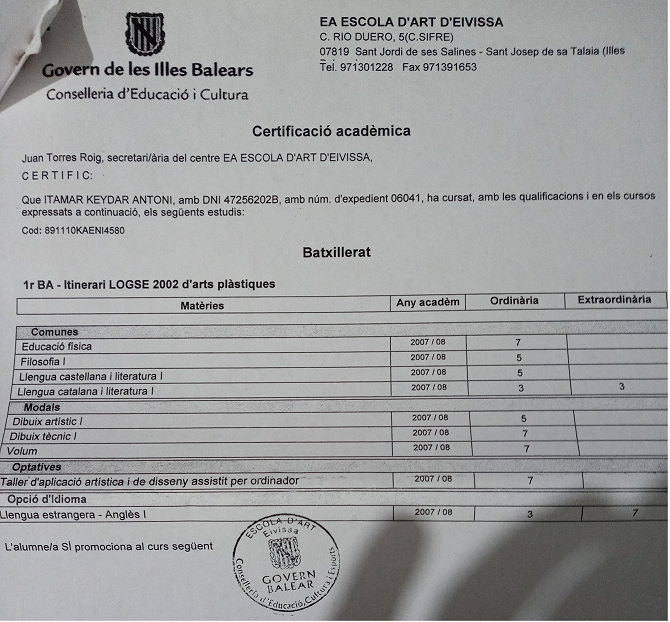 EA ESCOLA D'ART D'EIVISSA
C. RIO DUERO, 5(C.SIFRE)
07819 Sant Jordi de ses Salines - Sant Josep de sa Talaia (Illes
Tel. 971301228 Fax 971391653
Govern de les Illes Balears
Conselleria d'Educació i Cultura
Certificació acadèmica
Juan Torres Roig, secretari/ària del centre EA ESCOLA D'ART D'EIVISSA,
C E R T I F I C:
Que ITAMAR KEYDAR ANTONI, amb DNI 47256202B, amb núm. d'expedient 06041, ha cursat, amb les qualificacions i en els cursos
expressats a continuació, els següents estudis:
Cod: 891110KAENI4580
Batxillerat
1r BA - Itinerari LOGSE 2002 d'arts plàstiques
Matèries Any acadèm Ordinària Extraordinària
Comunes
Educació física 2007 / 08 7
Filosofia I 2007 / 08 5
Llengua castellana i literatura I 2007 / 08 5
Llengua catalana i literatura I 2007 / 08 3 3
Modals
Dibuix artístic I 2007 / 08 5
Dibuix tècnic I 2007 / 08 7
Volum 2007 / 08 7
Optatives
Taller d'aplicació artística i de disseny assistit per ordinador 2007 / 08 7
Opció d'Idioma
Llengua estrangera - Anglès I 2007 / 08 3 7
L'alumne/a SÍ promociona al curs següent
ESCOLA D'ART
Eivissa
GOVERN
BALEAR
Conselleria d'Educació, Cultura i Esports